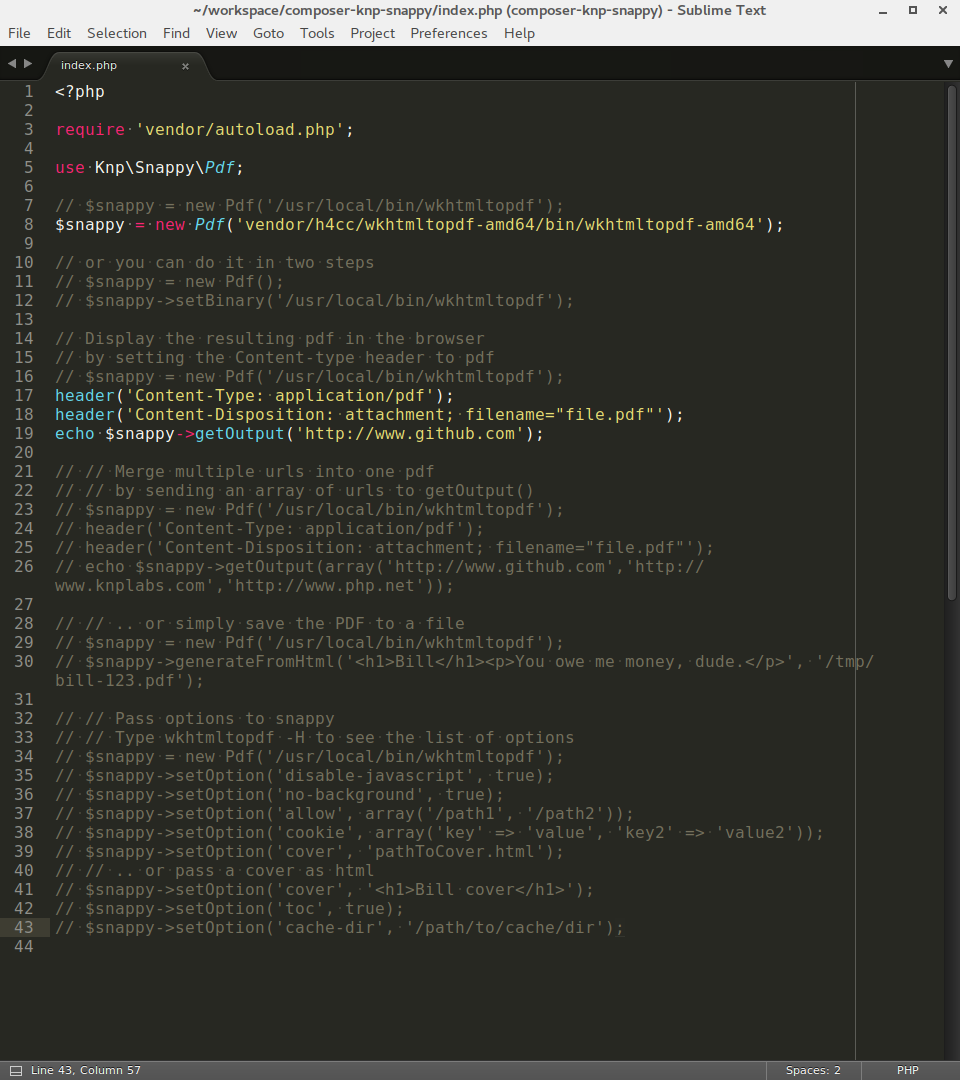 ~/workspace/composer-knp-snappy/index.php (composer-knp-snappy) - Sublime Text
File Edit Selection Find View Goto Tools Project Preferences Help
index.php
1 <?php
2
3 require 'vendor/autoload.php';
4
5 use Knp\Snappy\Pdf;
6
7 // $snappy = new Pdf('/usr/local/bin/wkhtmltopdf');
8 $snappy = new Pdf('vendor/h4cc/wkhtmltopdf-amd64/bin/wkhtmltopdf-amd64');
9
10 // or you can do it in two steps
11 // $snappy = new Pdf();
12 // $snappy->setBinary('/usr/local/bin/wkhtmltopdf');
13
14 // Display the resulting pdf in the browser
15 // by setting the Content-type header to pdf
16 // $snappy = new Pdf('/usr/local/bin/wkhtmltopdf');
17 header('Content-Type: application/pdf');
18 header('Content-Disposition: attachment; filename="file.pdf"');
19 echo $snappy->getOutput('http://www.github.com');
20
21 // // Merge multiple urls into one pdf
22 // // by sending an array of urls to getOutput()
23 // $snappy = new Pdf('/usr/local/bin/wkhtmltopdf');
24 // header('Content-Type: application/pdf');
25 // header('Content-Disposition: attachment; filename="file.pdf"');
26 // echo $snappy->getOutput(array('http://www.github.com','http://
www.knplabs.com','http://www.php.net'));
27
28 // // .. or simply save the PDF to a file
29 // $snappy = new Pdf('/usr/local/bin/wkhtmltopdf');
30 // $snappy->generateFromHtml('<h1>Bill</h1><p>You owe me money, dude.</p>', '/tmp/
bill-123.pdf');
31
32 // // Pass options to snappy
33 // // Type wkhtmltopdf -H to see the list of options
34 // $snappy = new Pdf('/usr/local/bin/wkhtmltopdf');
35 // $snappy->setOption('disable-javascript', true);
36 // $snappy->setOption('no-background', true);
37 // $snappy->setOption('allow', array('/path1', '/path2'));
38 // $snappy->setOption('cookie', array('key' => 'value', 'key2' => 'value2'));
39 // $snappy->setOption('cover', 'pathToCover.html');
40 // // .. or pass a cover as html
41 // $snappy->setOption('cover', '<h1>Bill cover</h1>');
42 // $snappy->setOption('toc', true);
43 // $snappy->setOption('cache-dir', '/path/to/cache/dir');
44
Line 43, Column 57 Spaces: 2 PHP